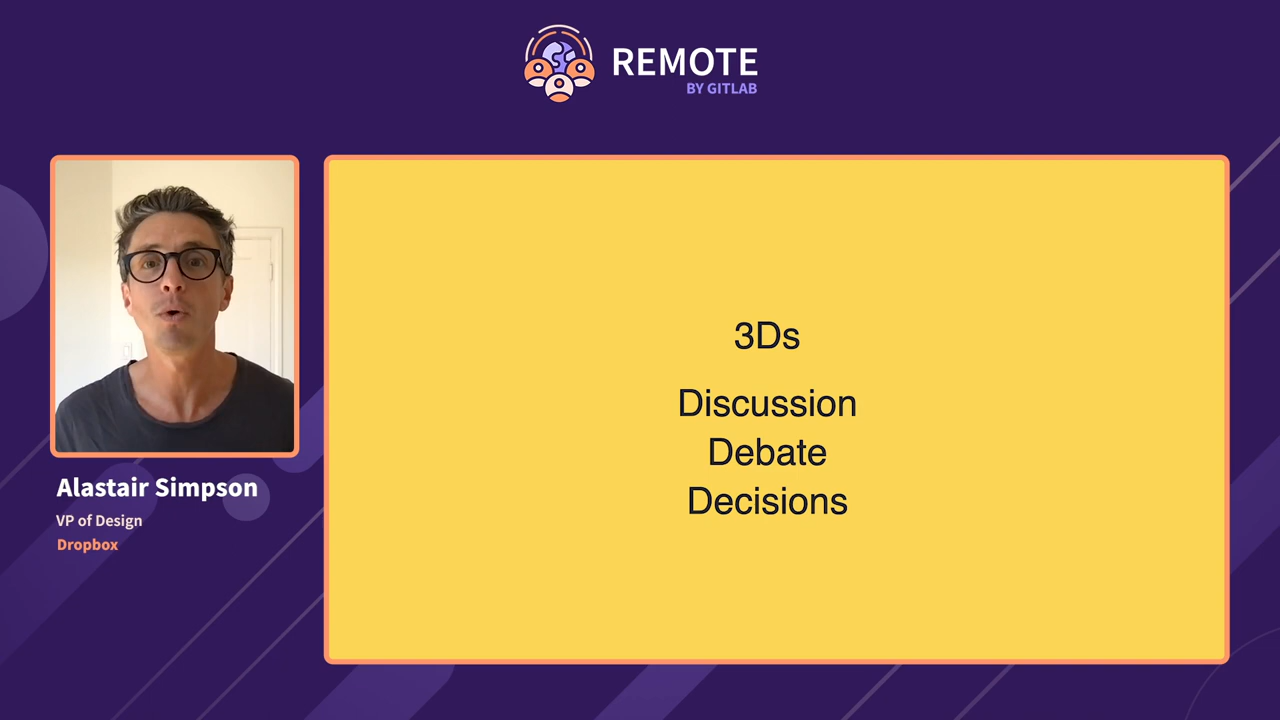 REMOTE
BY GITLAB
3Ds
Discussion
Debate
Decisions
Alastair Simpson
VP of Design
Dropbox